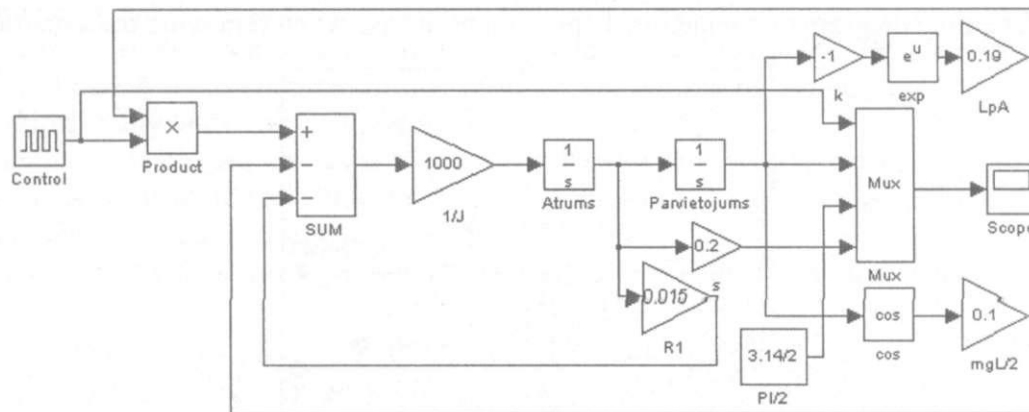 -1
k
e^u
exp
0.19
LpA
Control
×
Product
+
−
−
SUM
1000
1/J
1
s
Atrums
1
s
Parvietojums
Mux
Mux
Scope
0.2
0.015
s
R1
3.14/2
PI/2
cos
cos
0.1
mgL/2